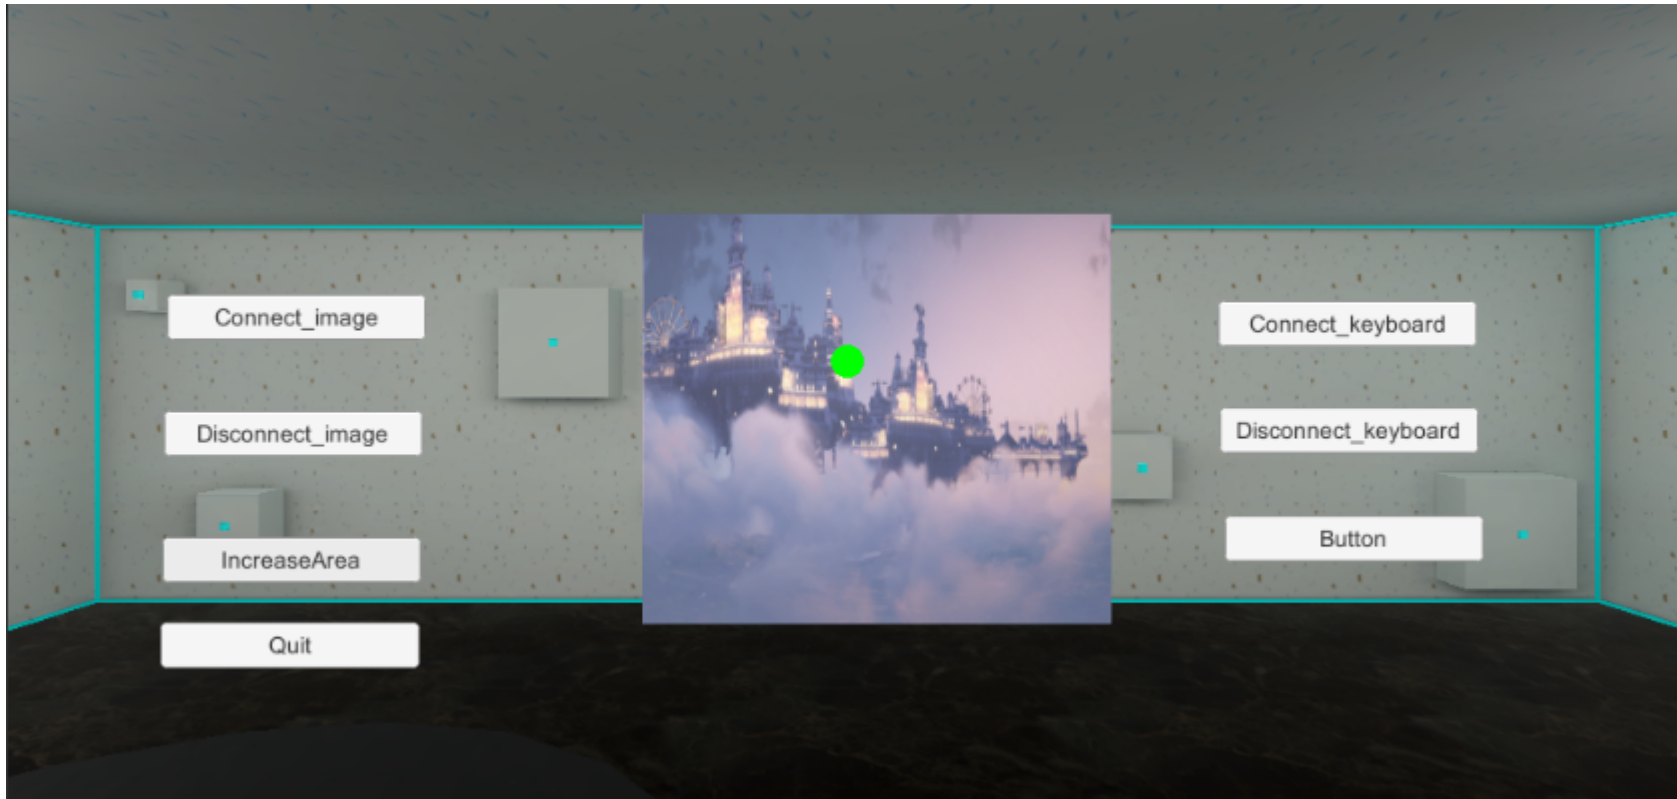 Connect_image
Connect_keyboard
Disconnect_image
Disconnect_keyboard
IncreaseArea
Button
Quit